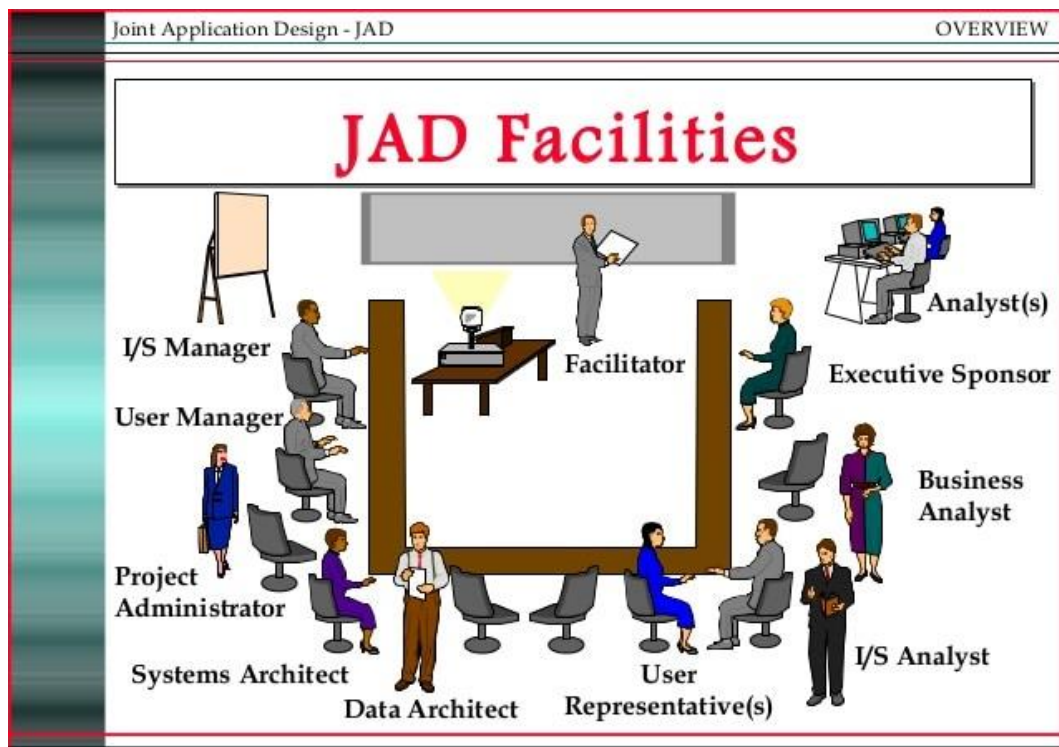 Joint Application Design - JAD
OVERVIEW
JAD Facilities
Analyst(s)
I/S Manager
Facilitator
Executive Sponsor
User Manager
Business
Analyst
Project
Administrator
Systems Architect
Data Architect
User
Representative(s)
I/S Analyst